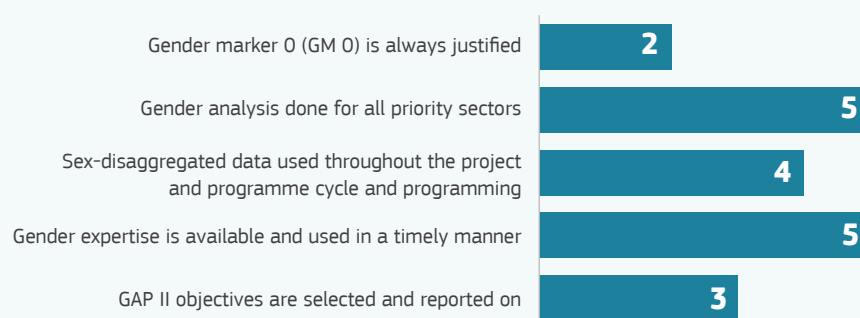 Gender marker 0 (GM 0) is always justified
2
Gender analysis done for all priority sectors
5
Sex-disaggregated data used throughout the project
and programme cycle and programming
4
Gender expertise is available and used in a timely manner
5
GAP II objectives are selected and reported on
3